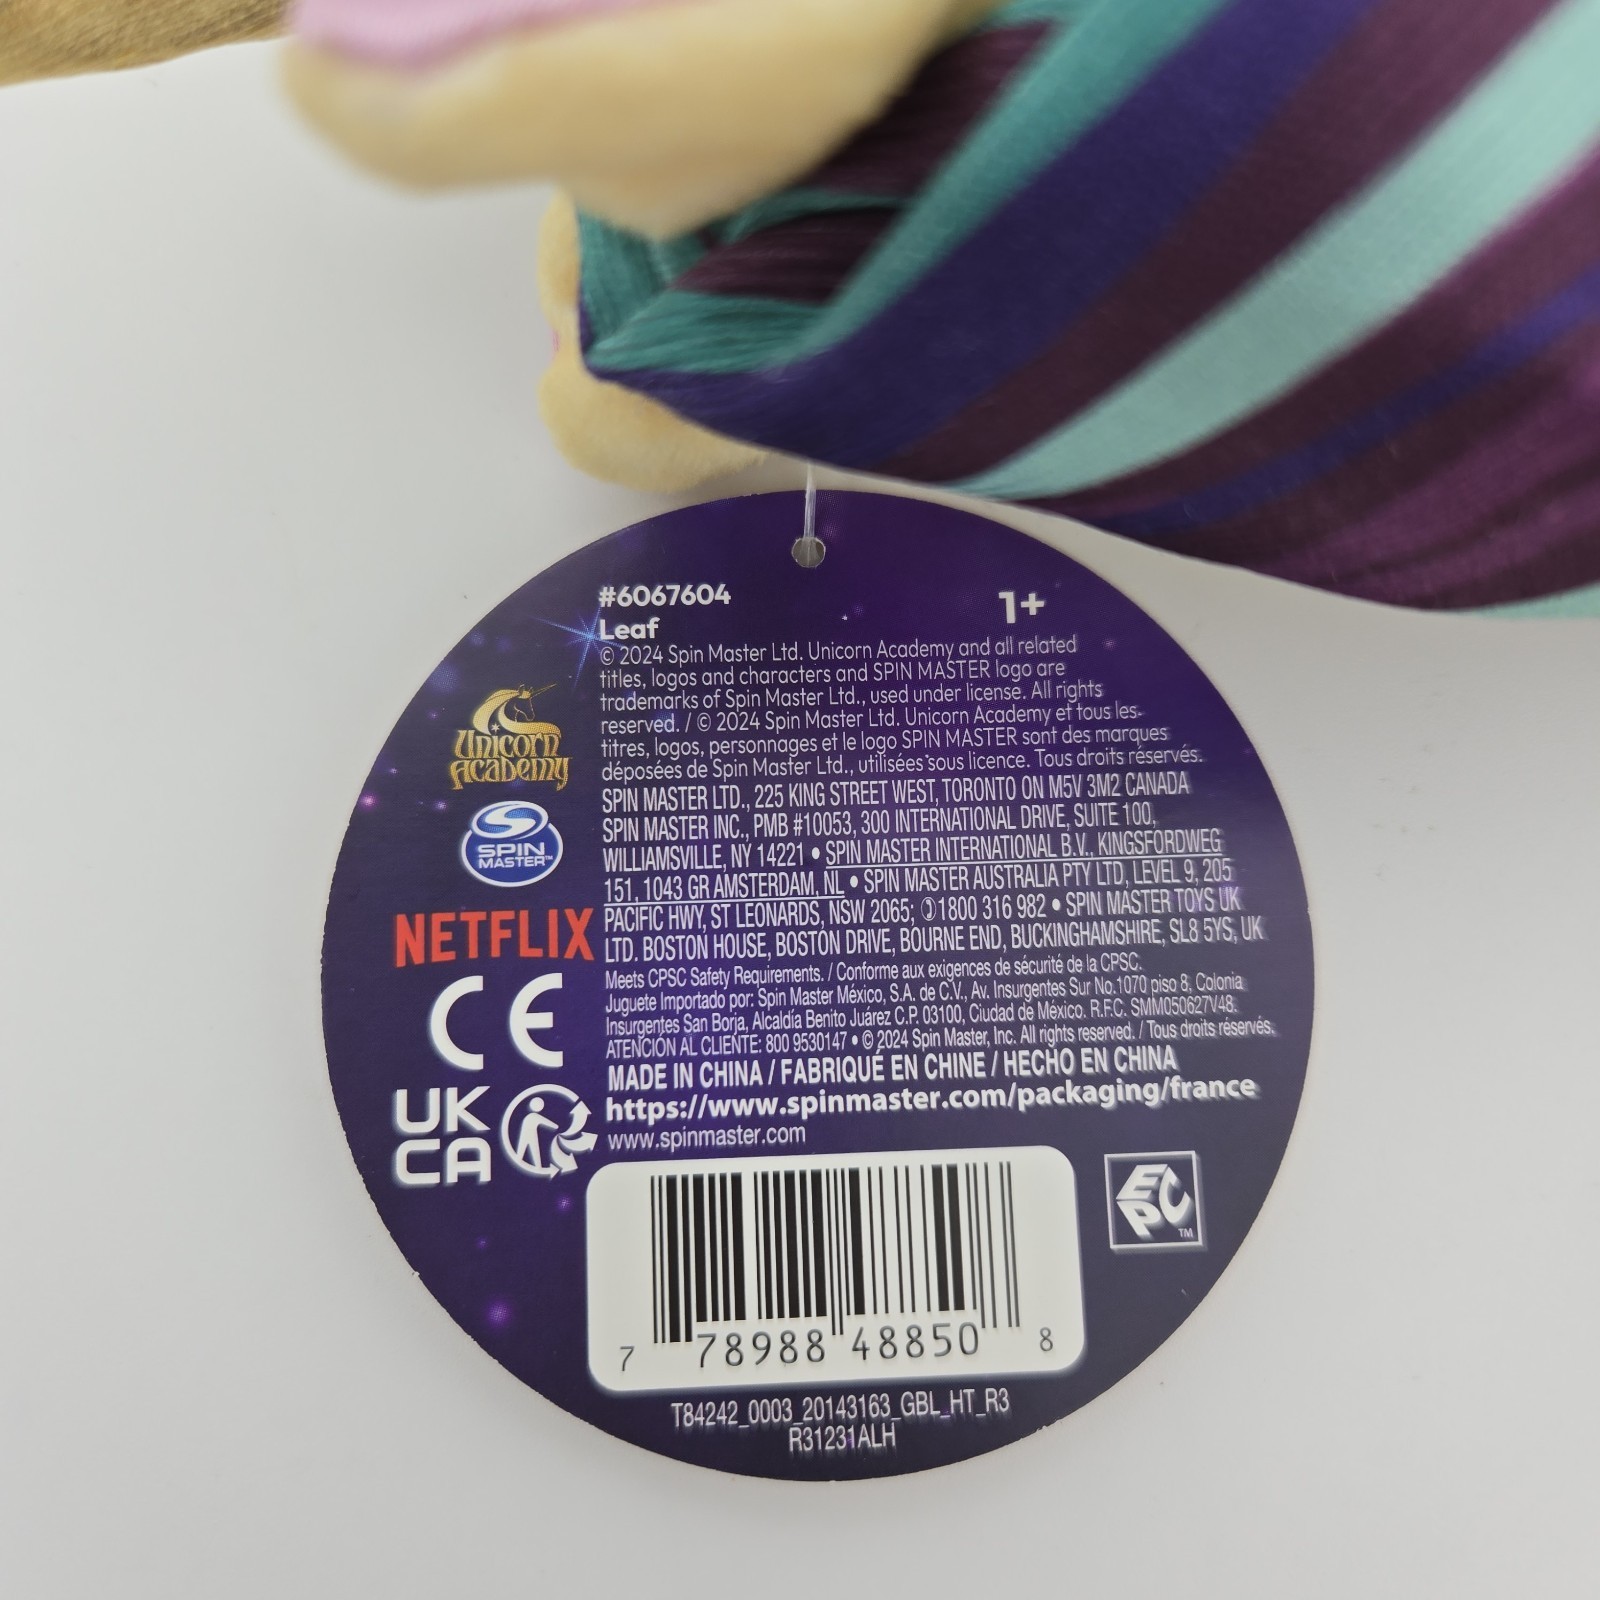 #6067604
1+
Leaf
© 2024 Spin Master Ltd. Unicorn Academy and all related
titles, logos and characters and SPIN MASTER logo are
trademarks of Spin Master Ltd., used under license. All rights
reserved. / © 2024 Spin Master Ltd. Unicorn Academy et tous les
titres, logos, personnages et le logo SPIN MASTER sont des marques
déposées de Spin Master Ltd., utilisées sous licence. Tous droits réservés.
Unicorn
Academy
SPIN MASTER LTD., 225 KING STREET WEST, TORONTO ON M5V 3M2 CANADA
SPIN MASTER INC., PMB #10053, 300 INTERNATIONAL DRIVE, SUITE 100,
WILLIAMSVILLE, NY 14221 • SPIN MASTER INTERNATIONAL B.V., KINGSFORDWEG
151, 1043 GR AMSTERDAM, NL • SPIN MASTER AUSTRALIA PTY LTD, LEVEL 9, 205
PACIFIC HWY, ST LEONARDS, NSW 2065; ✆1800 316 982 • SPIN MASTER TOYS UK
LTD. BOSTON HOUSE, BOSTON DRIVE, BOURNE END, BUCKINGHAMSHIRE, SL8 5YS, UK
SPIN
MASTER™
NETFLIX
Meets CPSC Safety Requirements. / Conforme aux exigences de sécurité de la CPSC.
Juguete Importado por: Spin Master México, S.A. de C.V., Av. Insurgentes Sur No.1070 piso 8, Colonia
Insurgentes San Borja, Alcaldía Benito Juárez C.P. 03100, Ciudad de México. R.F.C. SMM050627V48.
ATENCIÓN AL CLIENTE: 800 9530147 • © 2024 Spin Master, Inc. All rights reserved. / Tous droits réservés.
CE
MADE IN CHINA / FABRIQUÉ EN CHINE / HECHO EN CHINA
https://www.spinmaster.com/packaging/france
www.spinmaster.com
UK
CA
EPC™
7 78988 48850 8
T84242_0003_20143163_GBL_HT_R3
R31231ALH